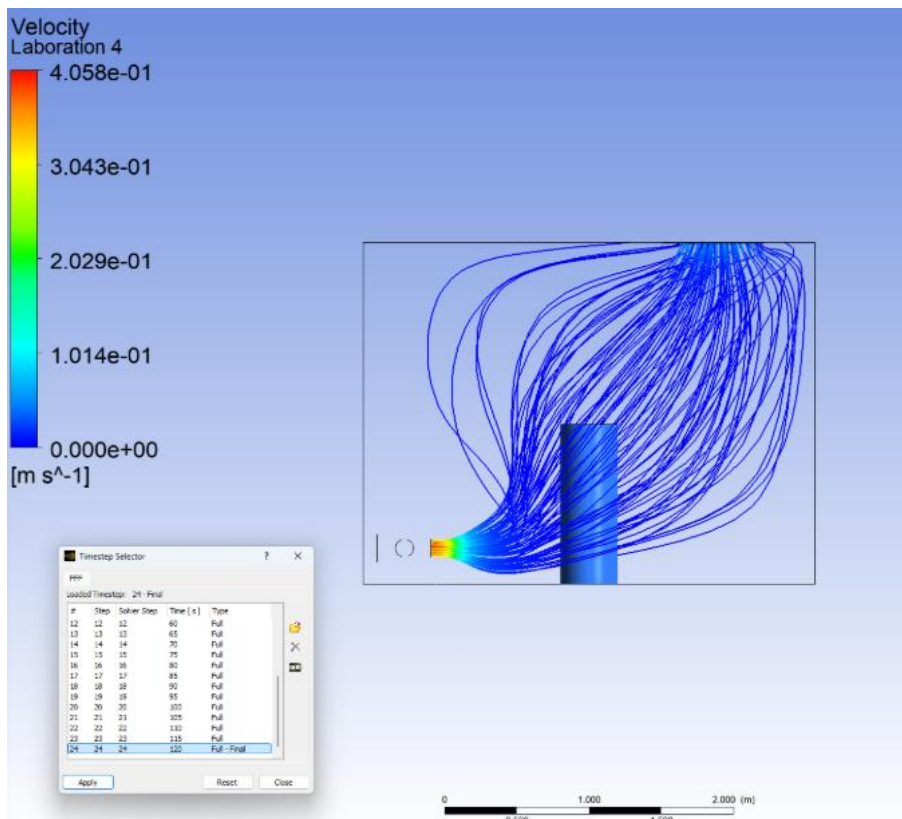 Velocity
Laboration 4
4.058e-01
3.043e-01
2.029e-01
1.014e-01
0.000e+00
[m s^-1]
Timestep Selector ? ×
FFF
Loaded Timestep: 24 - Final
# Step Solver Step Time [ s ] Type
12 12 12 60 Full
13 13 13 65 Full
14 14 14 70 Full
15 15 15 75 Full
16 16 16 80 Full
17 17 17 85 Full
18 18 18 90 Full
19 19 19 95 Full
20 20 20 100 Full
21 21 21 105 Full
22 22 22 110 Full
23 23 23 115 Full
24 24 24 120 Full - Final
Apply Reset Close
0 1.000 2.000 (m)